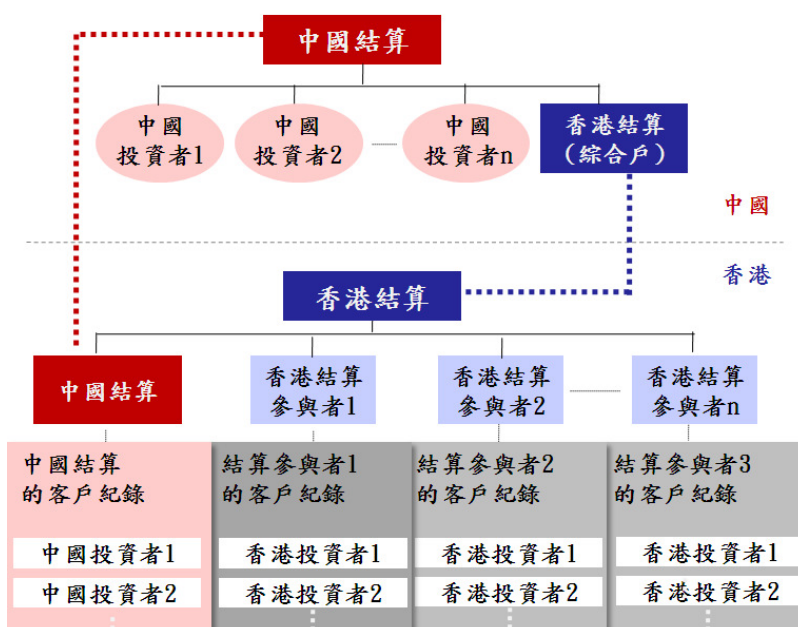 中國結算
中國
投資者1
中國
投資者2
中國
投資者n
香港結算
(綜合戶)
中國
香港
香港結算
中國結算
香港結算
參與者1
香港結算
參與者2
香港結算
參與者n
中國結算
的客戶紀錄
結算參與者1
的客戶紀錄
結算參與者2
的客戶紀錄
結算參與者3
的客戶紀錄
中國投資者1
香港投資者1
香港投資者1
香港投資者1
中國投資者2
香港投資者2
香港投資者2
香港投資者2